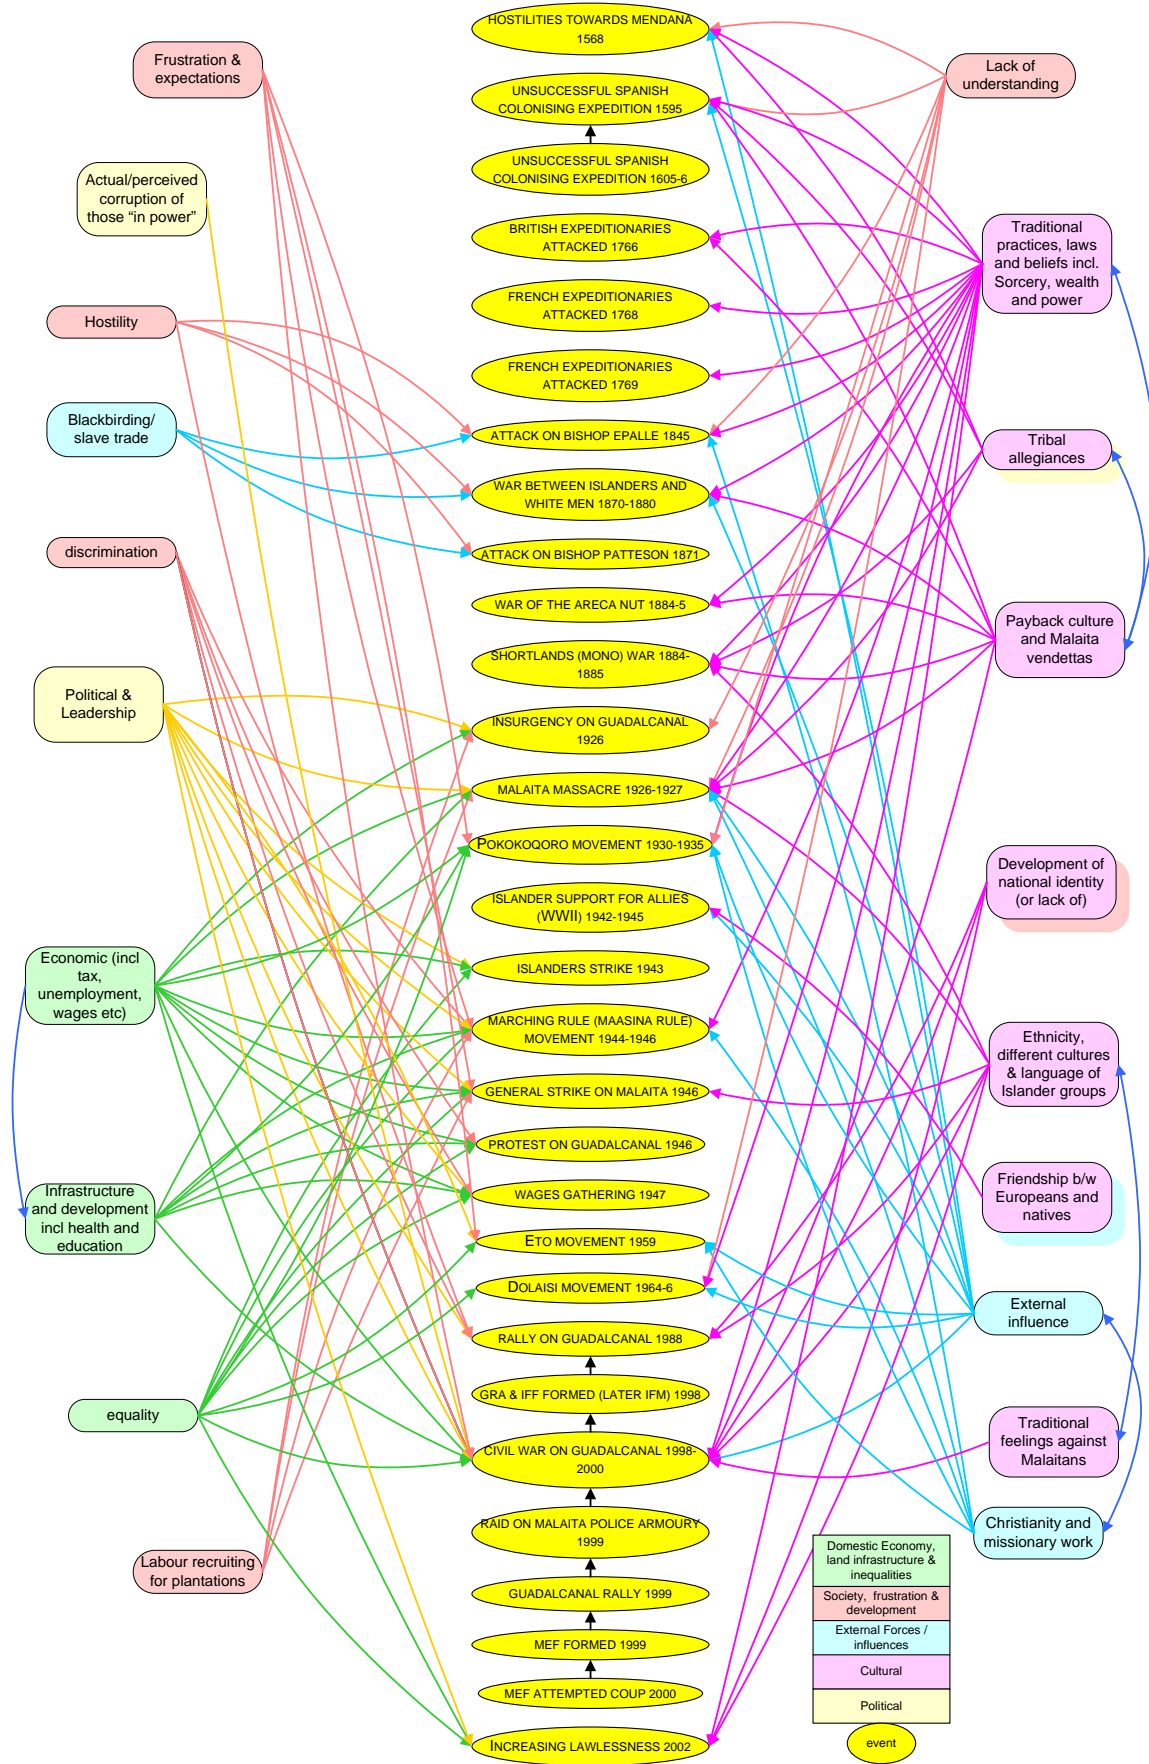 HOSTILITIES TOWARDS MENDANA
1568
Frustration &
expectations
Lack of
understanding
UNSUCCESSFUL SPANISH
COLONISING EXPEDITION 1595
UNSUCCESSFUL SPANISH
COLONISING EXPEDITION 1605-6
Actual/perceived
corruption of
those “in power”
BRITISH EXPEDITIONARIES
ATTACKED 1766
Traditional
practices, laws
and beliefs incl.
Sorcery, wealth
and power
FRENCH EXPEDITIONARIES
ATTACKED 1768
Hostility
FRENCH EXPEDITIONARIES
ATTACKED 1769
Blackbirding/
slave trade
ATTACK ON BISHOP EPALLE 1845
Tribal
allegiances
WAR BETWEEN ISLANDERS AND
WHITE MEN 1870-1880
discrimination
ATTACK ON BISHOP PATTESON 1871
WAR OF THE ARECA NUT 1884-5
Payback culture
and Malaita
vendettas
SHORTLANDS (MONO) WAR 1884-
1885
Political &
Leadership
INSURGENCY ON GUADALCANAL
1926
MALAITA MASSACRE 1926-1927
POKOKOQORO MOVEMENT 1930-1935
Development of
national identity
(or lack of)
ISLANDER SUPPORT FOR ALLIES
(WWII) 1942-1945
Economic (incl
tax,
unemployment,
wages etc)
ISLANDERS STRIKE 1943
MARCHING RULE (MAASINA RULE)
MOVEMENT 1944-1946
Ethnicity,
different cultures
& language of
Islander groups
GENERAL STRIKE ON MALAITA 1946
PROTEST ON GUADALCANAL 1946
Infrastructure
and development
incl health and
education
WAGES GATHERING 1947
Friendship b/w
Europeans and
natives
ETO MOVEMENT 1959
DOLAISI MOVEMENT 1964-6
External
influence
RALLY ON GUADALCANAL 1988
GRA & IFF FORMED (LATER IFM) 1998
equality
CIVIL WAR ON GUADALCANAL 1998-
2000
Traditional
feelings against
Malaitans
RAID ON MALAITA POLICE ARMOURY
1999
Christianity and
missionary work
Labour recruiting
for plantations
GUADALCANAL RALLY 1999
MEF FORMED 1999
MEF ATTEMPTED COUP 2000
INCREASING LAWLESSNESS 2002
Domestic Economy,
land infrastructure &
inequalities
Society, frustration &
development
External Forces /
influences
Cultural
Political
event